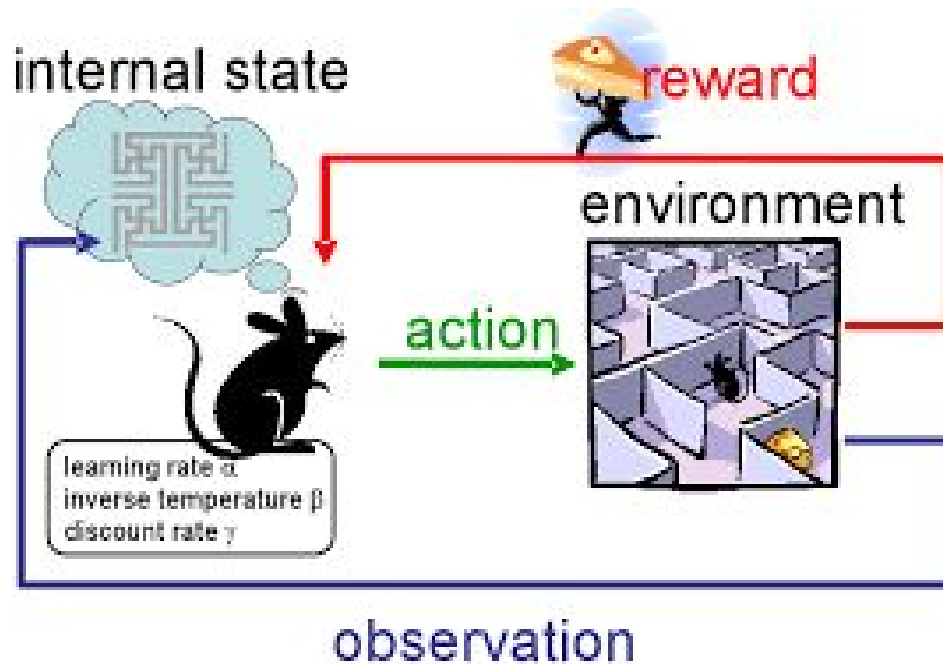 internal state
reward
environment
action
learning rate α
inverse temperature β
discount rate γ
observation